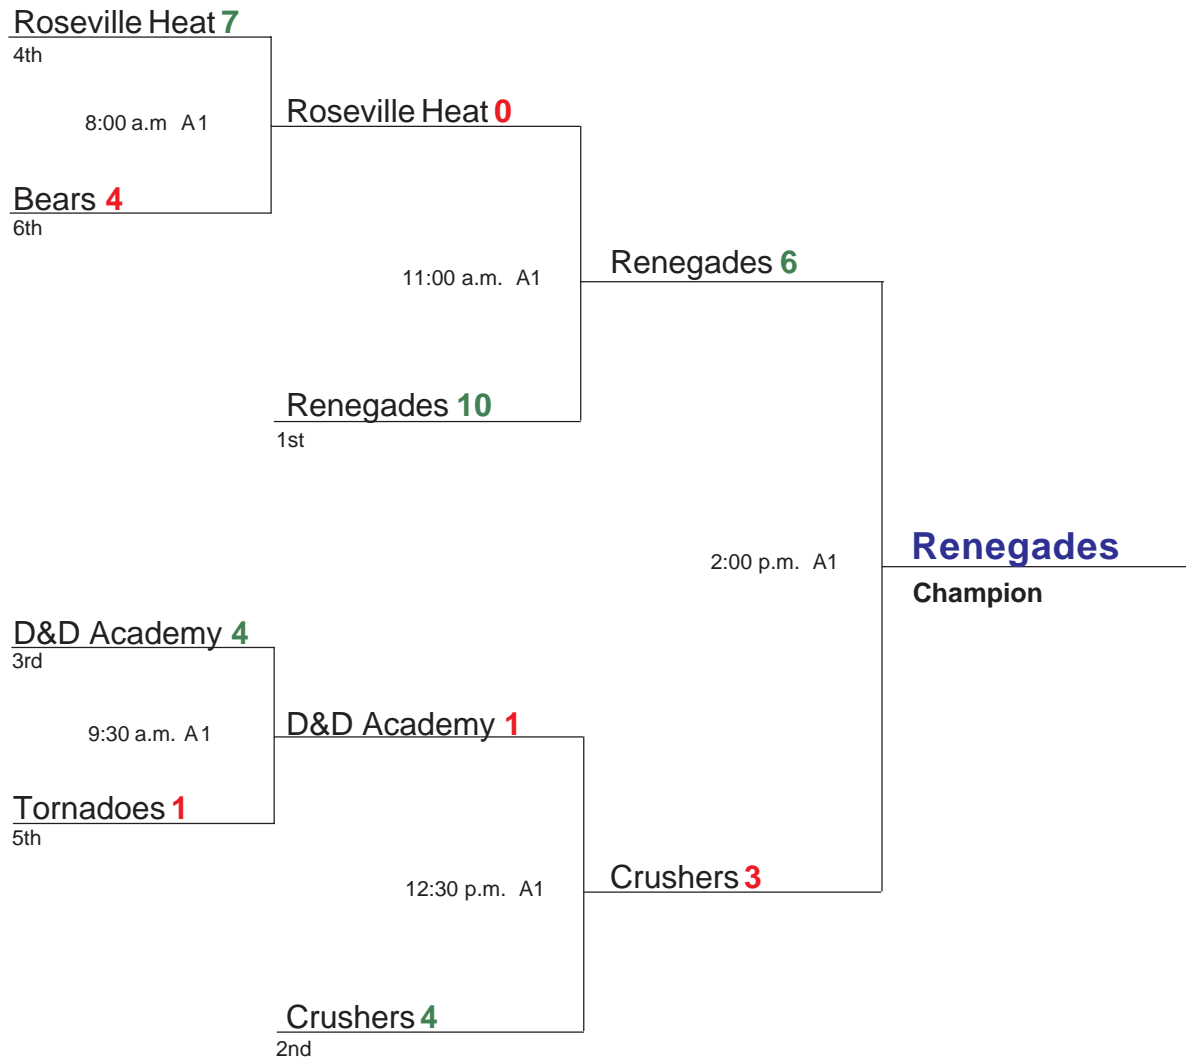 Roseville Heat 7
4th
8:00 a.m A1
Roseville Heat 0
Bears 4
6th
11:00 a.m. A1
Renegades 6
Renegades 10
1st
2:00 p.m. A1
Renegades
Champion
D&D Academy 4
3rd
9:30 a.m. A1
D&D Academy 1
Tornadoes 1
5th
12:30 p.m. A1
Crushers 3
Crushers 4
2nd